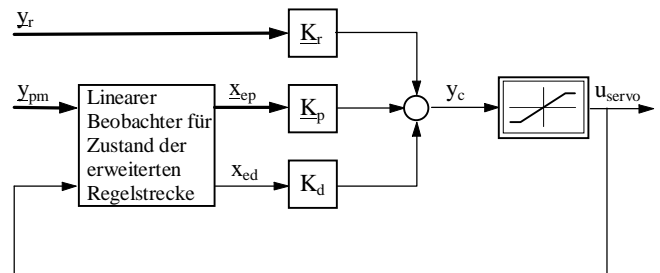 y_r
K_r
y_pm
Linearer
Beobachter für
Zustand der
erweiterten
Regelstrecke
x_ep
K_p
y_c
u_servo
x_ed
K_d